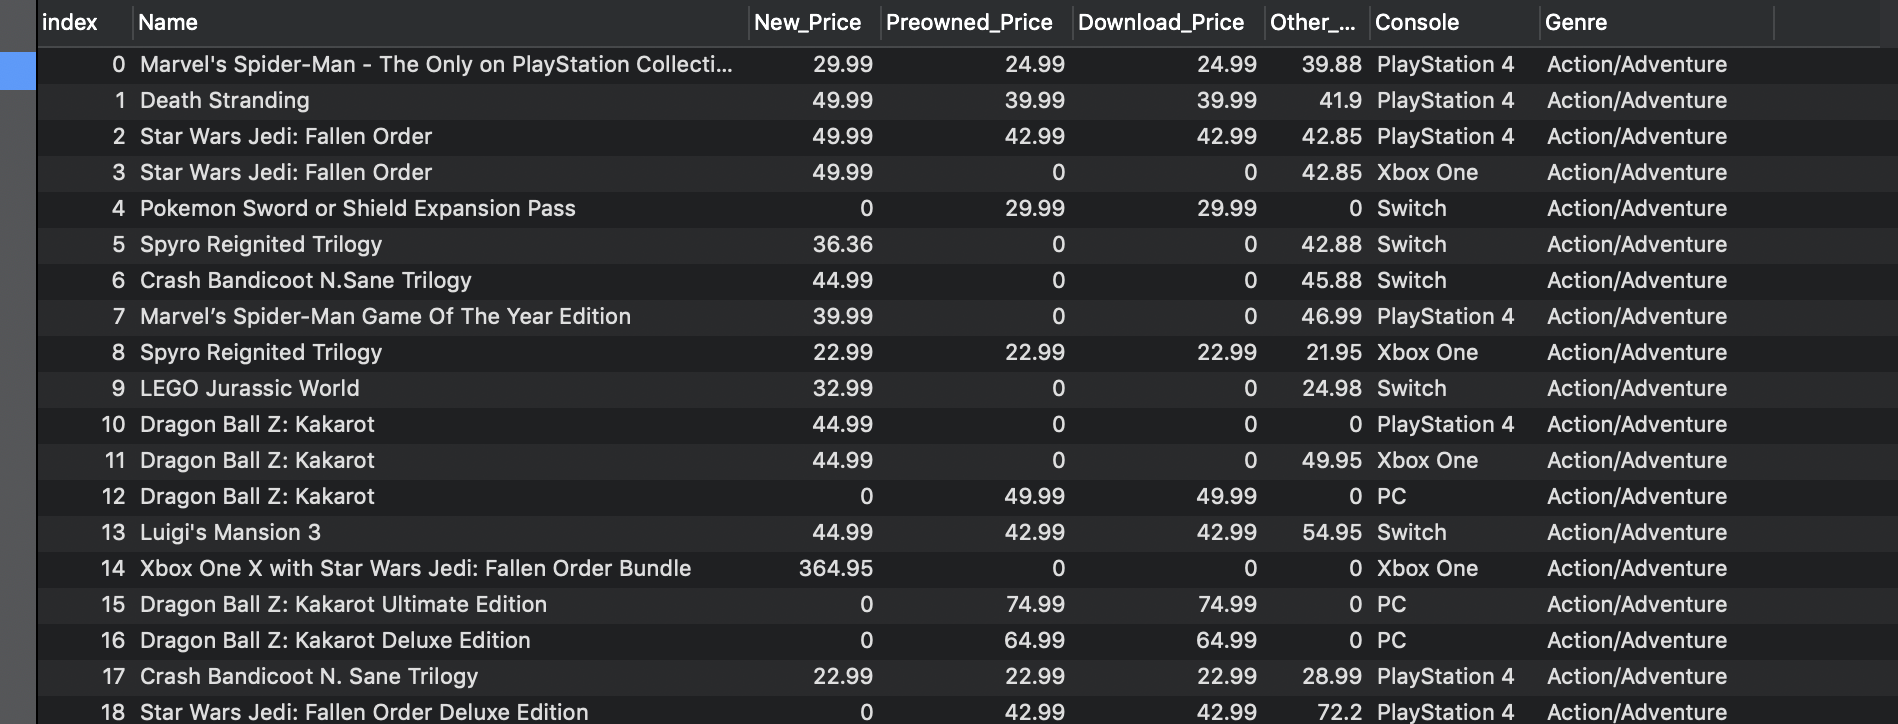 index Name New_Price Preowned_Price Download_Price Other_... Console Genre
0 Marvel's Spider-Man - The Only on PlayStation Collecti... 29.99 24.99 24.99 39.88 PlayStation 4 Action/Adventure
1 Death Stranding 49.99 39.99 39.99 41.9 PlayStation 4 Action/Adventure
2 Star Wars Jedi: Fallen Order 49.99 42.99 42.99 42.85 PlayStation 4 Action/Adventure
3 Star Wars Jedi: Fallen Order 49.99 0 0 42.85 Xbox One Action/Adventure
4 Pokemon Sword or Shield Expansion Pass 0 29.99 29.99 0 Switch Action/Adventure
5 Spyro Reignited Trilogy 36.36 0 0 42.88 Switch Action/Adventure
6 Crash Bandicoot N.Sane Trilogy 44.99 0 0 45.88 Switch Action/Adventure
7 Marvel’s Spider-Man Game Of The Year Edition 39.99 0 0 46.99 PlayStation 4 Action/Adventure
8 Spyro Reignited Trilogy 22.99 22.99 22.99 21.95 Xbox One Action/Adventure
9 LEGO Jurassic World 32.99 0 0 24.98 Switch Action/Adventure
10 Dragon Ball Z: Kakarot 44.99 0 0 0 PlayStation 4 Action/Adventure
11 Dragon Ball Z: Kakarot 44.99 0 0 49.95 Xbox One Action/Adventure
12 Dragon Ball Z: Kakarot 0 49.99 49.99 0 PC Action/Adventure
13 Luigi's Mansion 3 44.99 42.99 42.99 54.95 Switch Action/Adventure
14 Xbox One X with Star Wars Jedi: Fallen Order Bundle 364.95 0 0 0 Xbox One Action/Adventure
15 Dragon Ball Z: Kakarot Ultimate Edition 0 74.99 74.99 0 PC Action/Adventure
16 Dragon Ball Z: Kakarot Deluxe Edition 0 64.99 64.99 0 PC Action/Adventure
17 Crash Bandicoot N. Sane Trilogy 22.99 22.99 22.99 28.99 PlayStation 4 Action/Adventure
18 Star Wars Jedi: Fallen Order Deluxe Edition 0 42.99 42.99 72.2 PlayStation 4 Action/Adventure